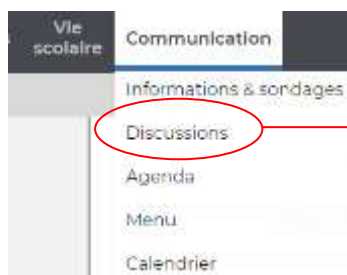 Vie
scolaire
Communication
Informations & sondages
Discussions
Agenda
Menu
Calendrier